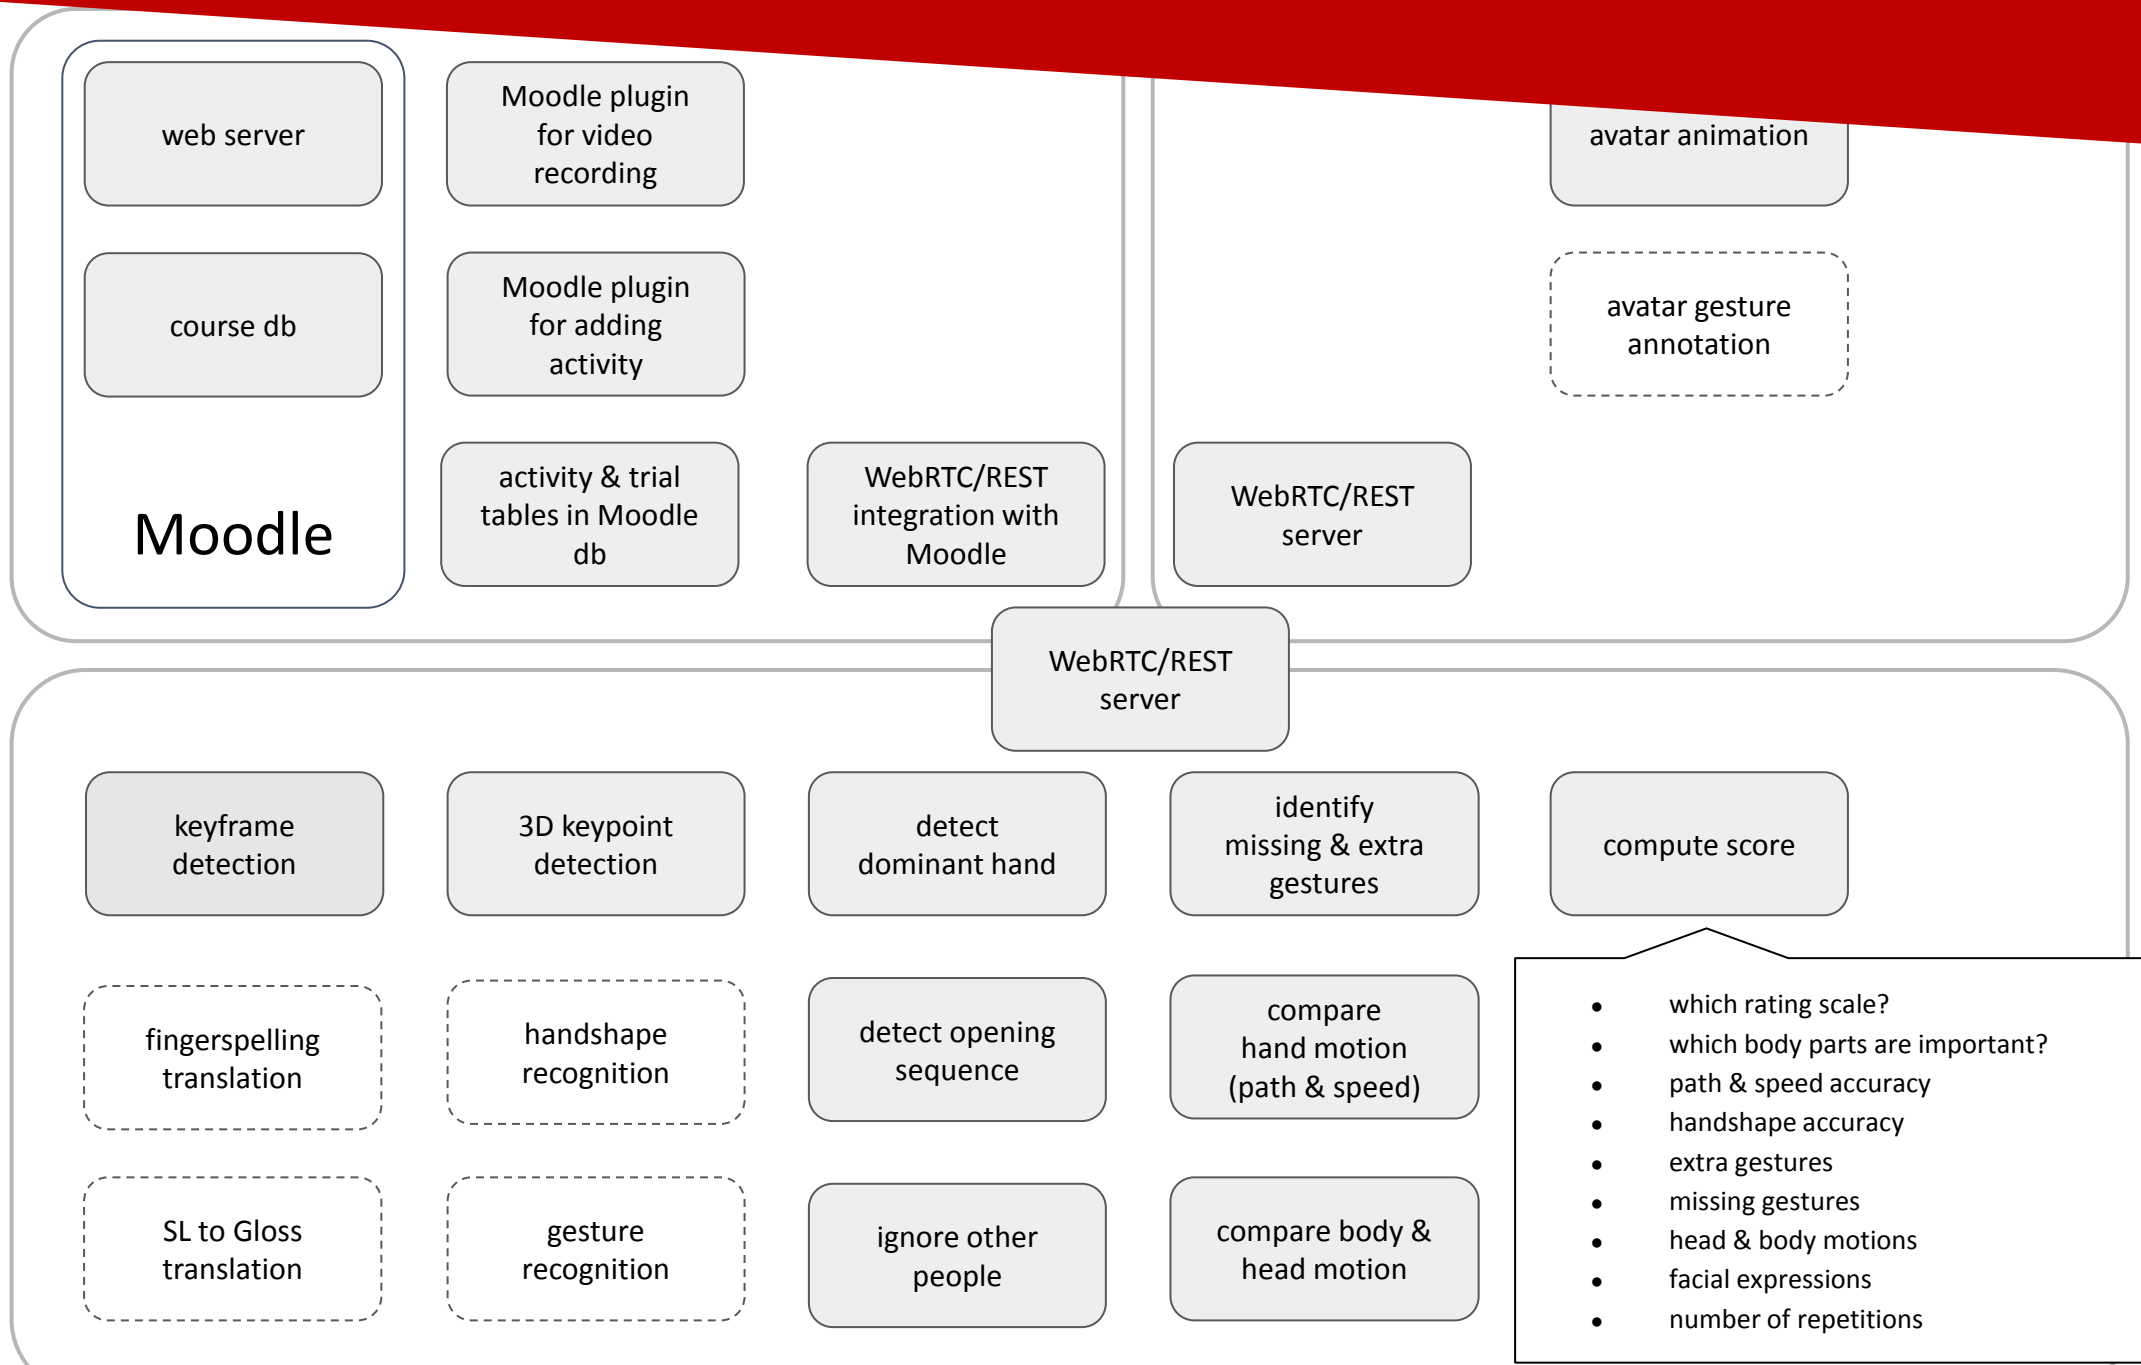 web server
Moodle plugin
for video
recording
avatar animation
course db
Moodle plugin
for adding
activity
avatar gesture
annotation
Moodle
activity & trial
tables in Moodle
db
WebRTC/REST
integration with
Moodle
WebRTC/REST
server
WebRTC/REST
server
keyframe
detection
3D keypoint
detection
detect
dominant hand
identify
missing & extra
gestures
compute score
fingerspelling
translation
handshape
recognition
detect opening
sequence
compare
hand motion
(path & speed)
SL to Gloss
translation
gesture
recognition
ignore other
people
compare body &
head motion
● which rating scale?
● which body parts are important?
● path & speed accuracy
● handshape accuracy
● extra gestures
● missing gestures
● head & body motions
● facial expressions
● number of repetitions